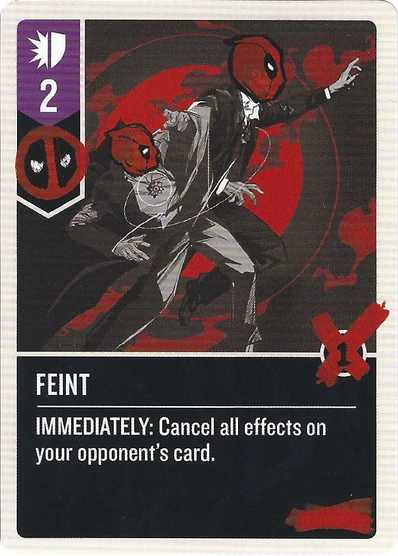 2
1
FEINT
IMMEDIATELY: Cancel all effects on
your opponent's card.